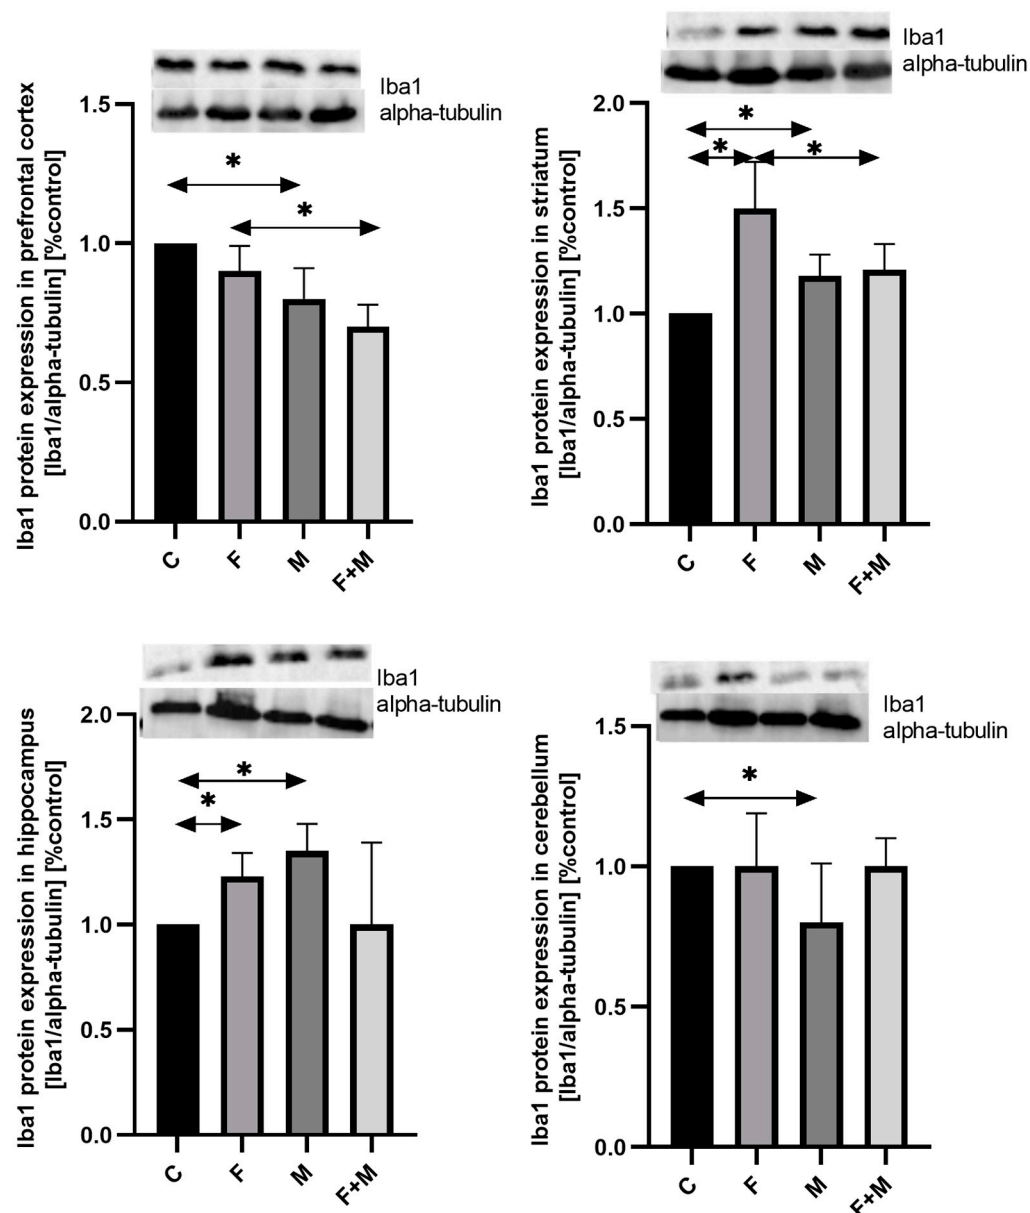 Iba1
alpha-tubulin
Iba1 protein expression in prefrontal cortex
[Iba1/alpha-tubulin] [%control]
1.5
1.0
0.5
0.0
*
*
C
F
M
F+M
Iba1
alpha-tubulin
Iba1 protein expression in striatum
[Iba1/alpha-tubulin] [%control]
2.0
1.5
1.0
0.5
0.0
*
*
*
C
F
M
F+M
Iba1
alpha-tubulin
Iba1 protein expression in hippocampus
[Iba1/alpha-tubulin] [%control]
2.0
1.5
1.0
0.5
0.0
*
*
C
F
M
F+M
Iba1
alpha-tubulin
Iba1 protein expression in cerebellum
[Iba1/alpha-tubulin] [%control]
1.5
1.0
0.5
0.0
*
C
F
M
F+M